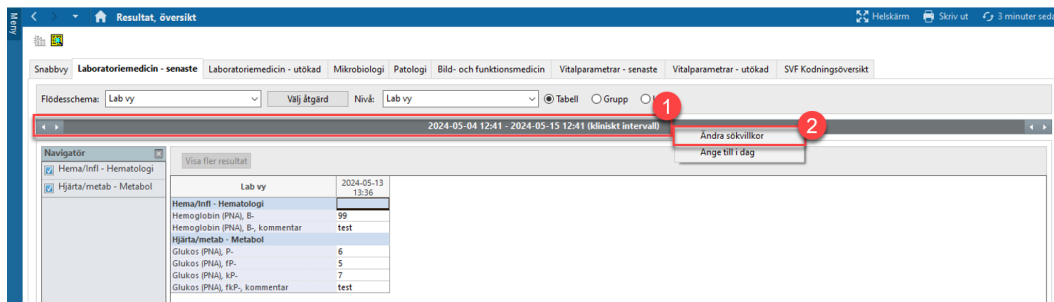 Meny
Resultat, översikt
Helskärm Skriv ut 3 minuter seda
Snabbvy Laboratoriemedicin - senaste Laboratoriemedicin - utökad Mikrobiologi Patologi Bild- och funktionsmedicin Vitalparametrar - senaste Vitalparametrar - utökad SVF Kodningsöversikt
Flödesschema: Lab vy Välj åtgärd Nivå: Lab vy Tabell Grupp
1
2024-05-04 12:41 - 2024-05-15 12:41 (kliniskt intervall)
2
Ändra sökvillkor
Ange till i dag
Navigatör
Hema/Infl - Hematologi
Hjärta/metab - Metabol
Visa fler resultat
Lab vy 2024-05-13 13:36
Hema/Infl - Hematologi
Hemoglobin (PNA), B- 99
Hemoglobin (PNA), B-, kommentar test
Hjärta/metab - Metabol
Glukos (PNA), P- 6
Glukos (PNA), fP- 5
Glukos (PNA), kP- 7
Glukos (PNA), fkP-, kommentar test